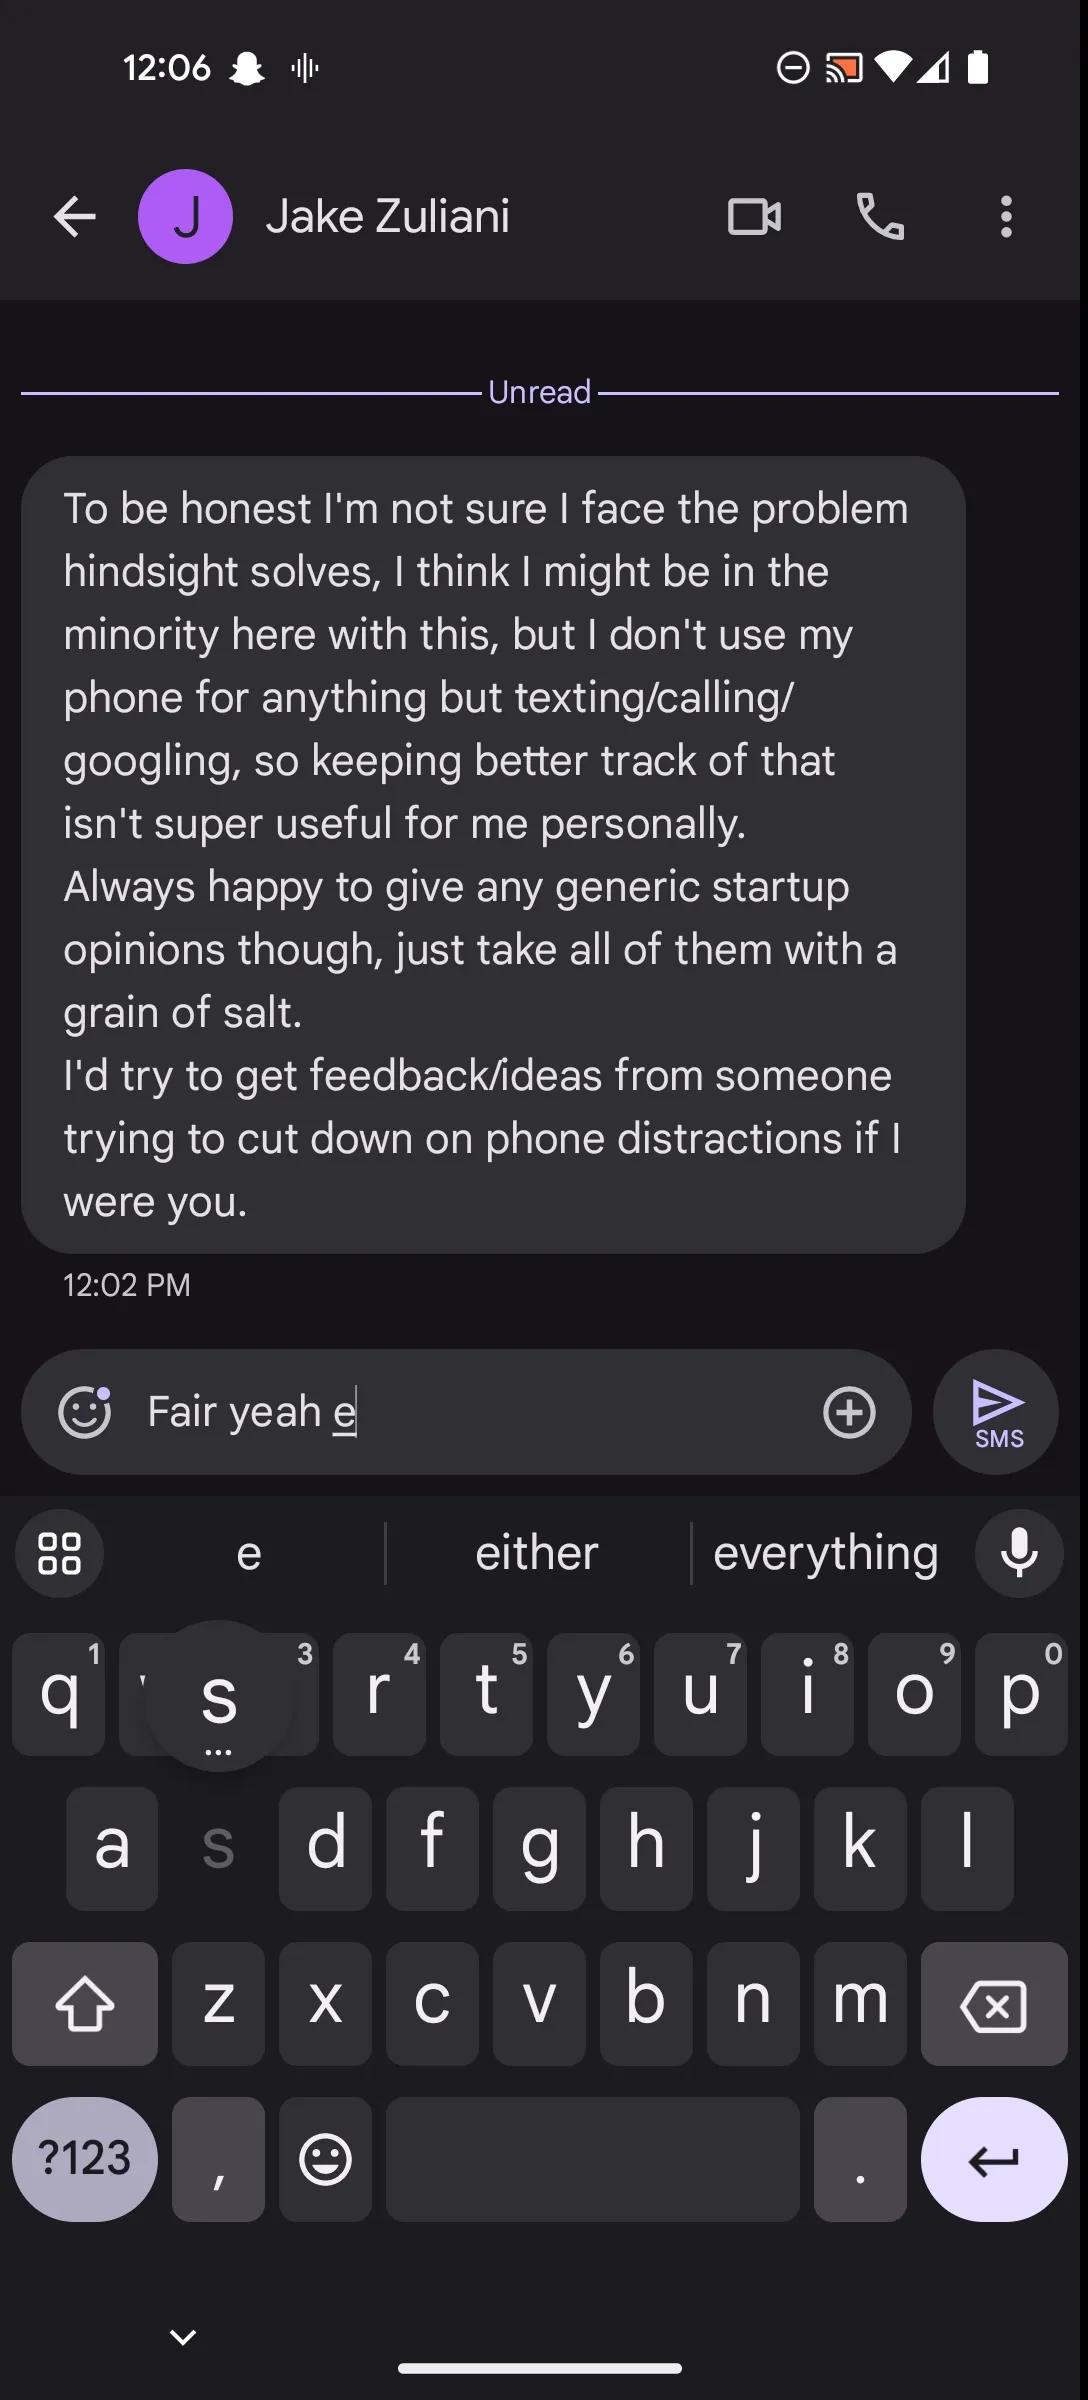 12:06
J Jake Zuliani
Unread
To be honest I'm not sure I face the problem
hindsight solves, I think I might be in the
minority here with this, but I don't use my
phone for anything but texting/calling/
googling, so keeping better track of that
isn't super useful for me personally.
Always happy to give any generic startup
opinions though, just take all of them with a
grain of salt.
I'd try to get feedback/ideas from someone
trying to cut down on phone distractions if I
were you.
12:02 PM
Fair yeah e
SMS
e either everything
q 1 s ... 3 r 4 t 5 y 6 u 7 i 8 o 9 p 0
a s d f g h j k l
z x c v b n m
?123 , .